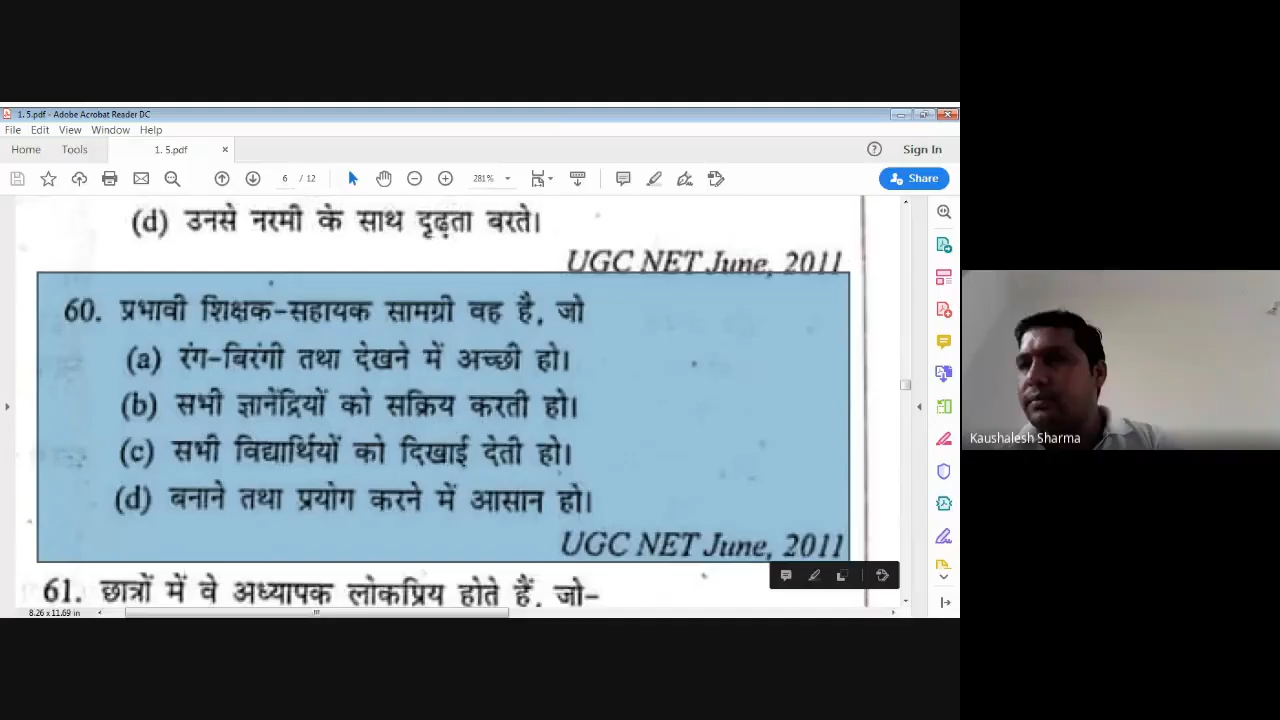 1. 5.pdf - Adobe Acrobat Reader DC
File Edit View Window Help
Home Tools 1. 5.pdf × Sign In
6 / 12 281% Share
(d) उनसे नरमी के साथ दृढ़ता बरते।
UGC NET June, 2011
60. प्रभावी शिक्षक-सहायक सामग्री वह है, जो
(a) रंग-बिरंगी तथा देखने में अच्छी हो।
(b) सभी ज्ञानेंद्रियों को सक्रिय करती हो।
(c) सभी विद्यार्थियों को दिखाई देती हो।
(d) बनाने तथा प्रयोग करने में आसान हो।
UGC NET June, 2011
61. छात्रों में वे अध्यापक लोकप्रिय होते हैं, जो-
8.26 x 11.69 in
Kaushalesh Sharma